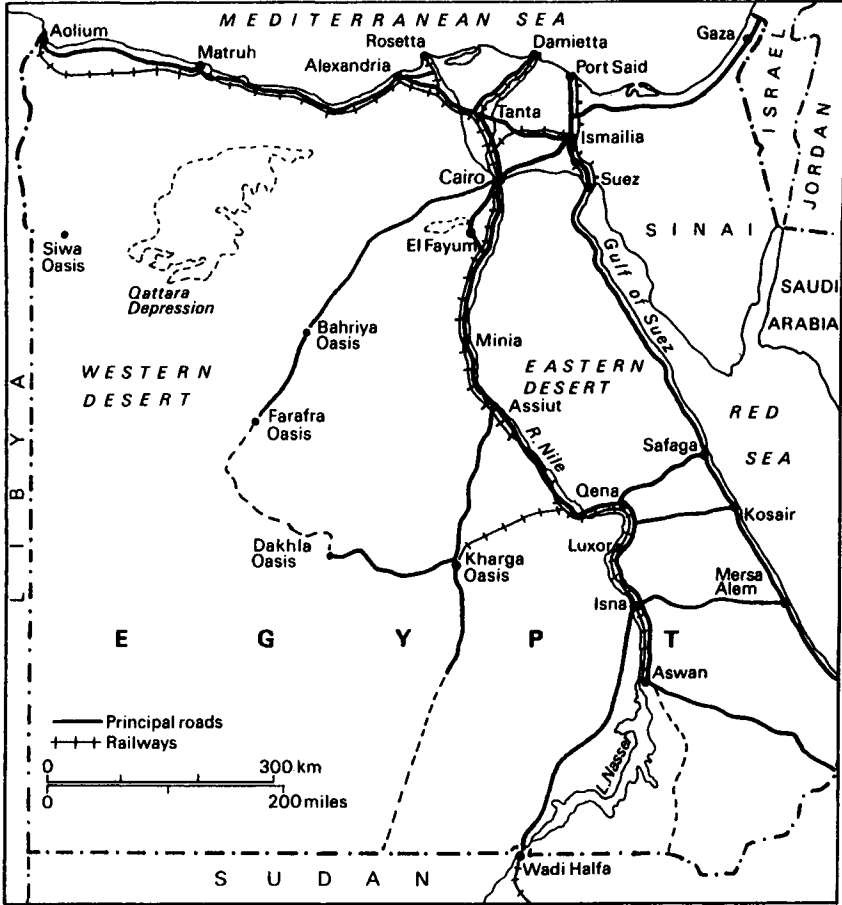 MEDITERRANEAN SEA
Aolium
Matruh
Rosetta
Alexandria
Damietta
Port Said
Gaza
Tanta
Ismailia
Cairo
Suez
ISRAEL
JORDAN
SINAI
Siwa
Oasis
Qattara
Depression
El Fayum
Gulf of Suez
SAUDI
ARABIA
Bahriya
Oasis
Minia
WESTERN
DESERT
EASTERN
DESERT
Farafra
Oasis
Assiut
R. Nile
RED
SEA
Safaga
Qena
Kosair
LIBYA
Dakhla
Oasis
Kharga
Oasis
Luxor
Mersa
Alem
Isna
EGYPT
Aswan
Principal roads
Railways
0 300 km
0 200 miles
L. Nasser
Wadi Halfa
SUDAN